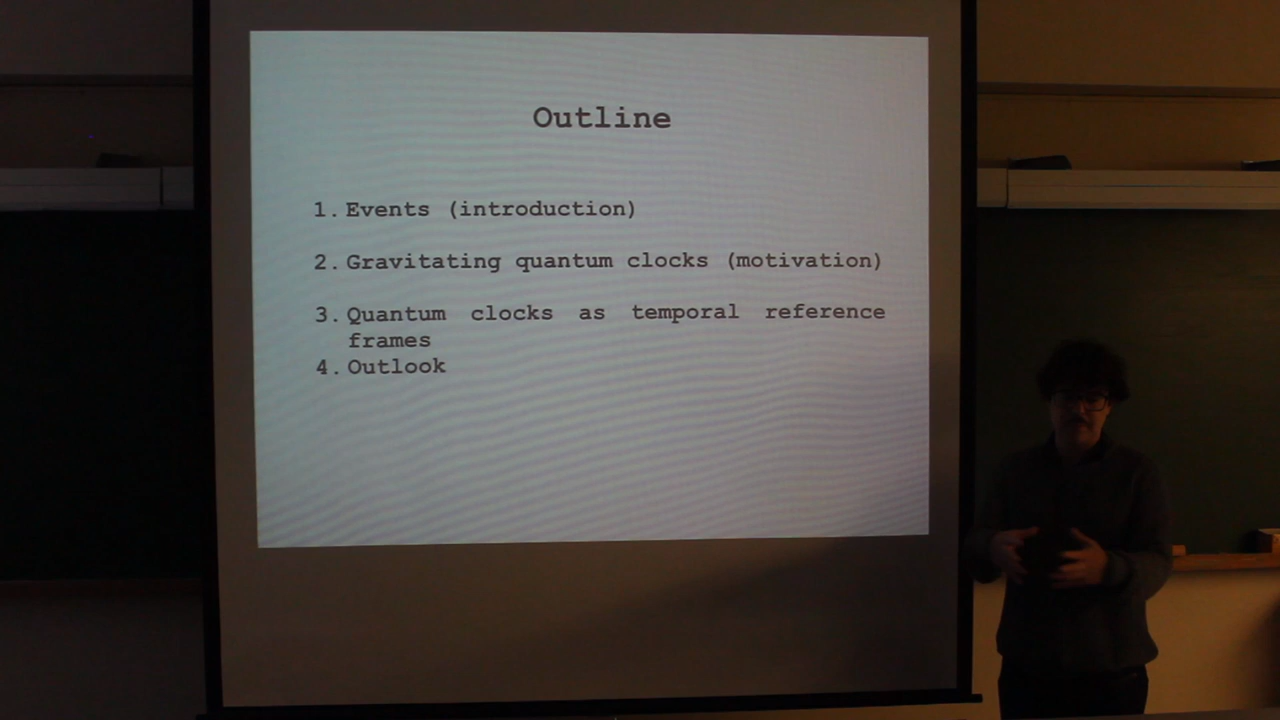 Outline
1. Events (introduction)
2. Gravitating quantum clocks (motivation)
3. Quantum clocks as temporal reference
frames
4. Outlook